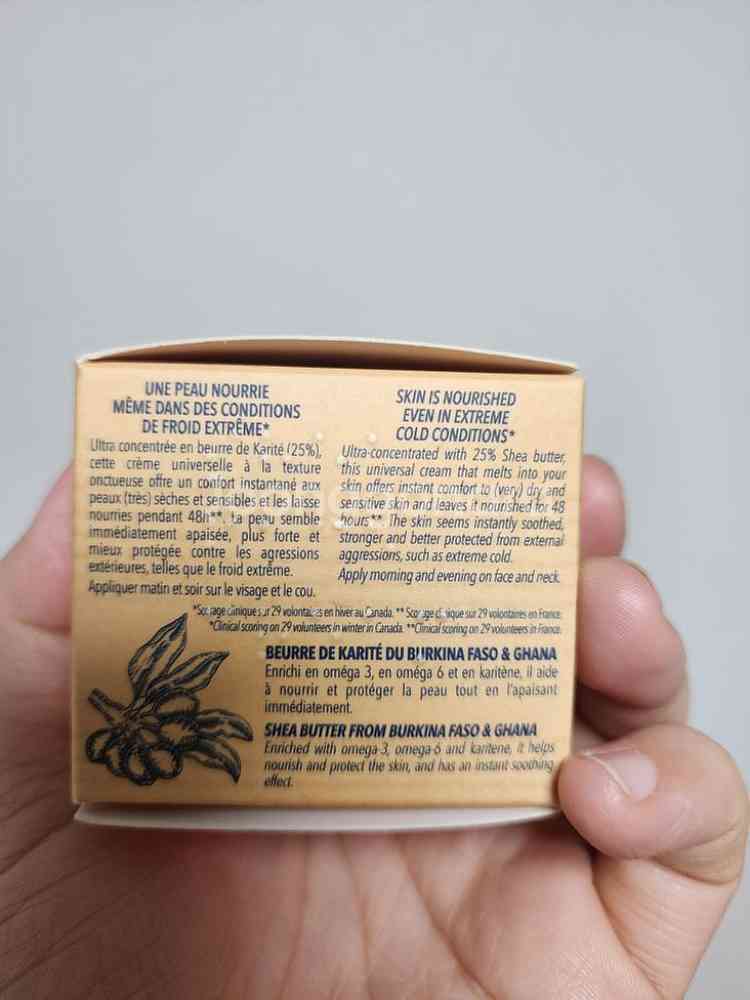 UNE PEAU NOURRIE
MÊME DANS DES CONDITIONS
DE FROID EXTRÊME*
Ultra concentrée en beurre de Karité (25%),
cette crème universelle à la texture
onctueuse offre un confort instantané aux
peaux (très) sèches et sensibles et les laisse
nourries pendant 48h**. La peau semble
immédiatement apaisée, plus forte et
mieux protégée contre les agressions
extérieures, telles que le froid extrême.
Appliquer matin et soir sur le visage et le cou.
SKIN IS NOURISHED
EVEN IN EXTREME
COLD CONDITIONS*
Ultra-concentrated with 25% Shea butter,
this universal cream that melts into your
skin offers instant comfort to (very) dry and
sensitive skin and leaves it nourished for 48
hours**. The skin seems instantly soothed,
stronger and better protected from external
aggressions, such as extreme cold.
Apply morning and evening on face and neck.
*Scorage clinique sur 29 volontaires en hiver au Canada. ** Scorage clinique sur 29 volontaires en France.
*Clinical scoring on 29 volunteers in winter in Canada. **Clinical scoring on 29 volunteers in France.
BEURRE DE KARITÉ DU BURKINA FASO & GHANA
Enrichi en oméga 3, en oméga 6 et en karitène, il aide
à nourrir et protéger la peau tout en l'apaisant
immédiatement.
SHEA BUTTER FROM BURKINA FASO & GHANA
Enriched with omega-3, omega-6 and karitene, it helps
nourish and protect the skin, and has an instant soothing
effect.